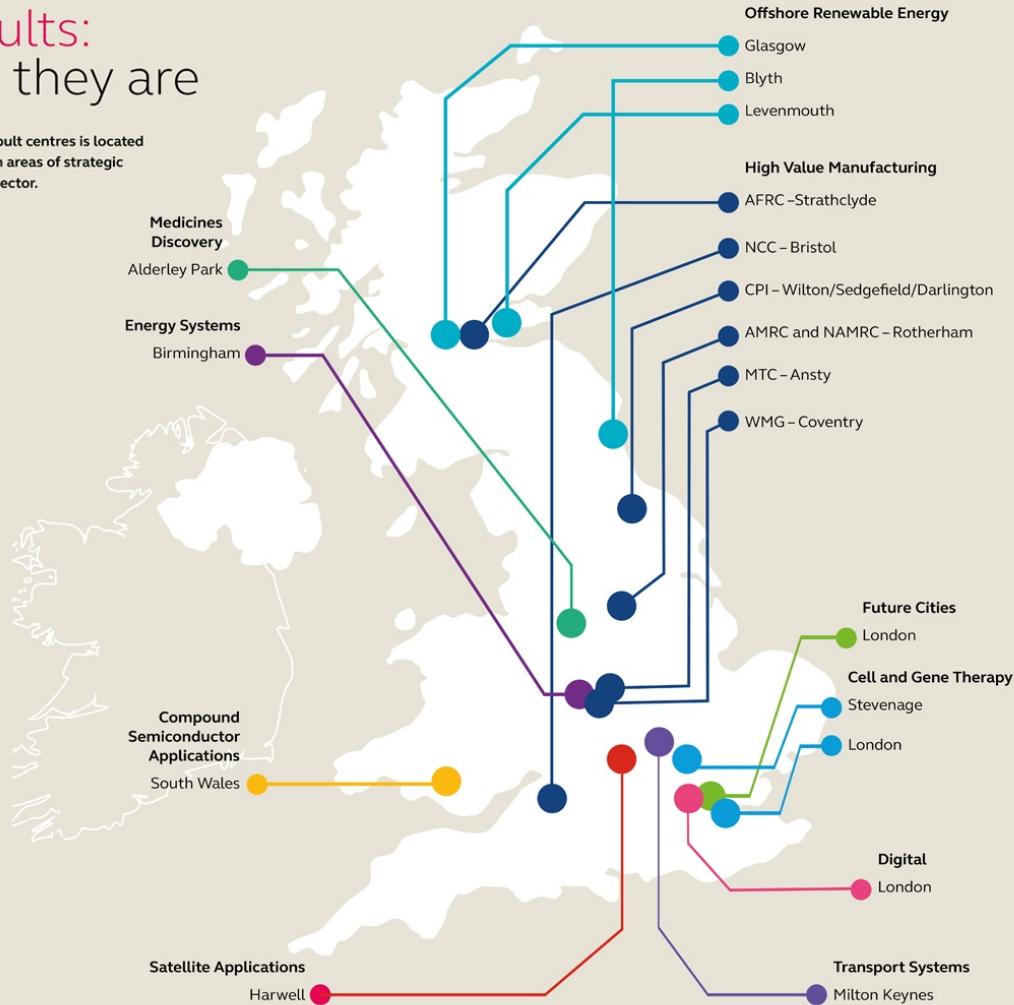 ults:
they are
pult centres is located
n areas of strategic
ector.
Offshore Renewable Energy
Glasgow
Blyth
Levenmouth
High Value Manufacturing
AFRC –Strathclyde
NCC – Bristol
CPI – Wilton/Sedgefield/Darlington
AMRC and NAMRC – Rotherham
MTC – Ansty
WMG – Coventry
Medicines
Discovery
Alderley Park
Energy Systems
Birmingham
Future Cities
London
Cell and Gene Therapy
Stevenage
London
Compound
Semiconductor
Applications
South Wales
Digital
London
Satellite Applications
Harwell
Transport Systems
Milton Keynes